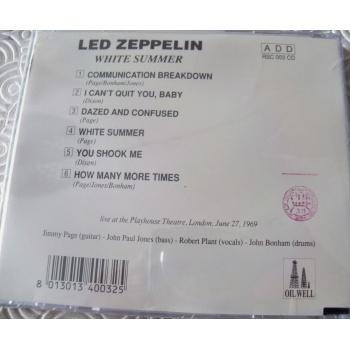 LED ZEPPELIN
WHITE SUMMER
A D D
RSC 003 CD
1 COMMUNICATION BREAKDOWN
(Page/Bonham/Jones)
2 I CAN'T QUIT YOU, BABY
(Dixon)
3 DAZED AND CONFUSED
(Page)
4 WHITE SUMMER
(Page)
5 YOU SHOOK ME
(Dixon)
6 HOW MANY MORE TIMES
(Page/Jones/Bonham)
live at the Playhouse Theatre, London, June 27, 1969
Jimmy Page (guitar) - John Paul Jones (bass) - Robert Plant (vocals) - John Bonham (drums)
8 013013 400325
OIL WELL